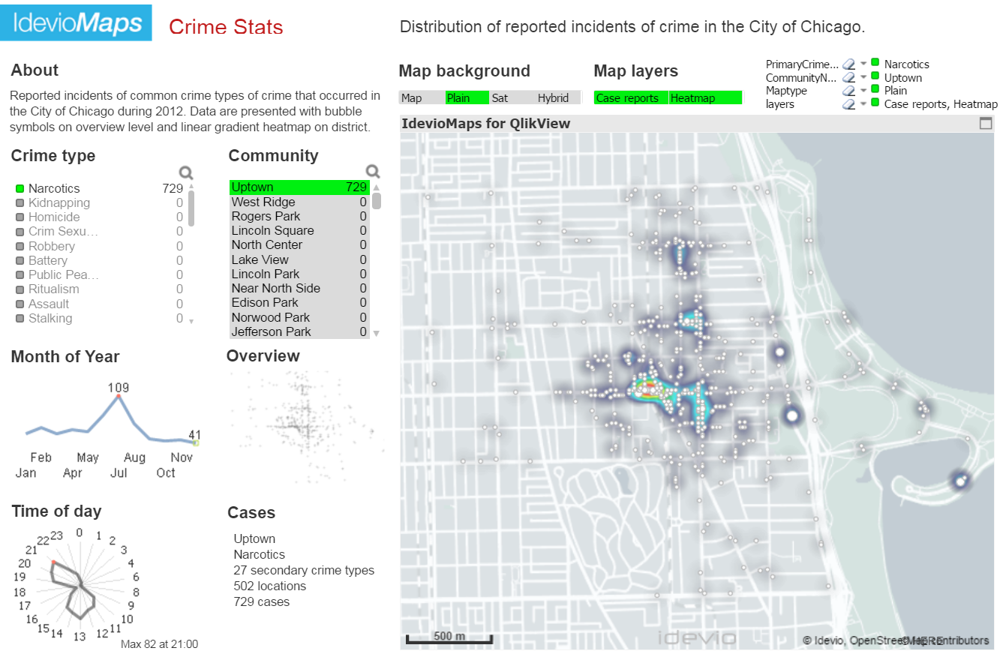 IdevioMaps
Crime Stats
Distribution of reported incidents of crime in the City of Chicago.
About
Reported incidents of common crime types of crime that occurred in
the City of Chicago during 2012. Data are presented with bubble
symbols on overview level and linear gradient heatmap on district.
Map background
Map Plain Sat Hybrid
Map layers
Case reports Heatmap
PrimaryCrime... Narcotics
CommunityN... Uptown
Maptype Plain
layers Case reports, Heatmap
IdevioMaps for QlikView
Crime type
Narcotics 729
Kidnapping 0
Homicide 0
Crim Sexu... 0
Robbery 0
Battery 0
Public Pea... 0
Ritualism 0
Assault 0
Stalking 0
Community
Uptown 729
West Ridge 0
Rogers Park 0
Lincoln Square 0
North Center 0
Lake View 0
Lincoln Park 0
Near North Side 0
Edison Park 0
Norwood Park 0
Jefferson Park 0
Month of Year
109
41
Feb May Aug Nov
Jan Apr Jul Oct
Overview
Time of day
0 1 2 3 4 6 8 9 10 11 12 13 14 15 16 17 18 19 20 21 22 23
Max 82 at 21:00
Cases
Uptown
Narcotics
27 secondary crime types
502 locations
729 cases
500 m
idevio
© Idevio, OpenStreetMap contributors
© HERE